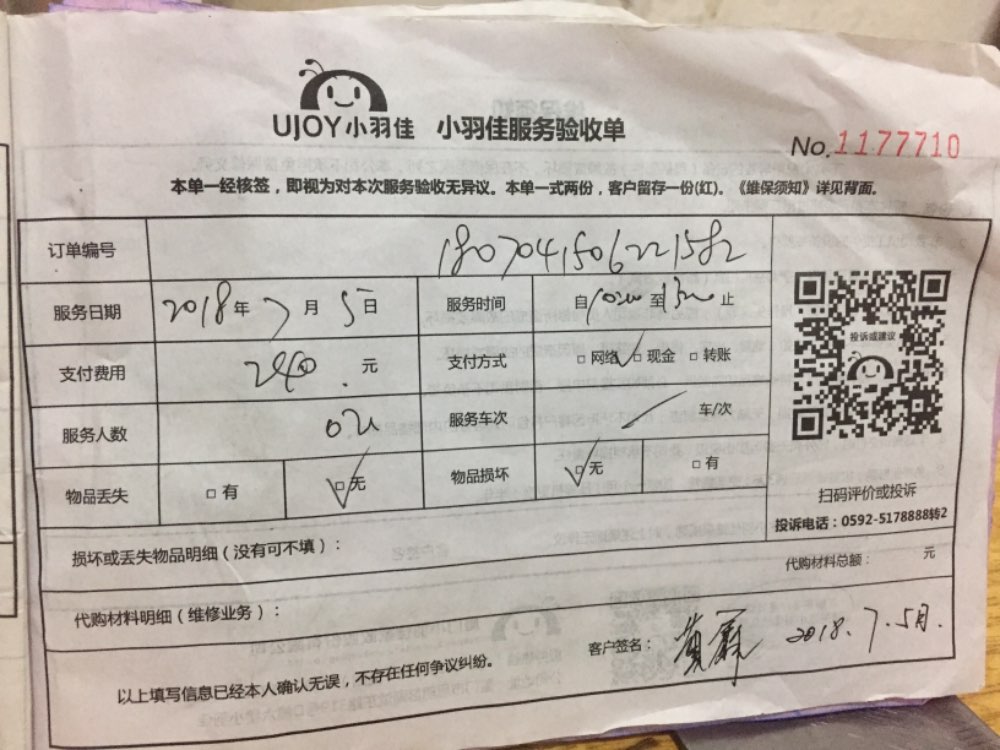 UJOY小羽佳 小羽佳服务验收单
No.1177710
本单一经核签，即视为对本次服务验收无异议。本单一式两份，客户留存一份(红)。《维保须知》详见背面。
订单编号 1807041506221582
服务日期 2018年7月5日 服务时间 自 至 止
投诉或建议
支付费用 元 支付方式 □网络 □现金 □转账
服务人数 服务车次 车/次
物品丢失 □有 □无 物品损坏 □无 □有
扫码评价或投诉
投诉电话：0592-5178888转2
损坏或丢失物品明细（没有可不填）：
代购材料总额： 元
代购材料明细（维修业务）：
客户签名：黄 2018.7.5月.
以上填写信息已经本人确认无误，不存在任何争议纠纷。